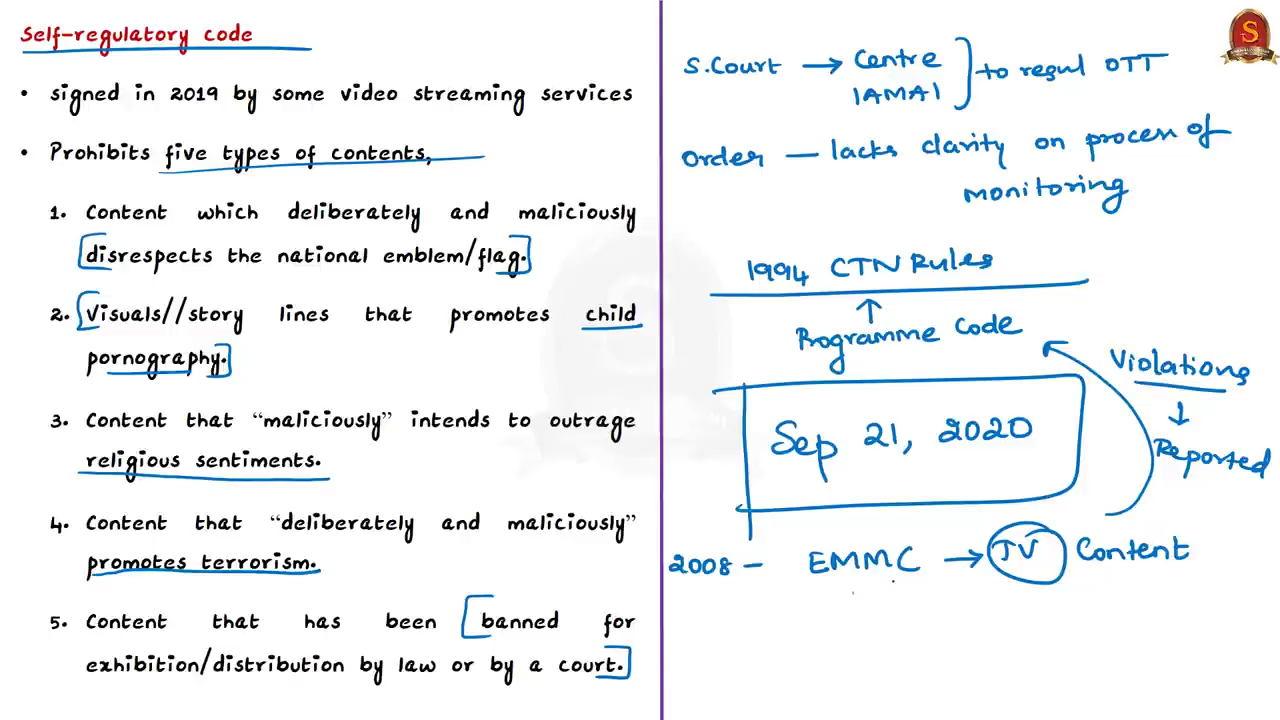 Self-regulatory code
• signed in 2019 by some video streaming services
• Prohibits five types of contents,
1. Content which deliberately and maliciously
disrespects the national emblem/flag.
2. Visuals//story lines that promotes child
pornography.
3. Content that “maliciously” intends to outrage
religious sentiments.
4. Content that “deliberately and maliciously”
promotes terrorism.
5. Content that has been banned for
exhibition/distribution by law or by a court.
S
S.Court → Centre
IAMAI
to regul OTT
Order — lacks clarity on process of
monitoring
1994 CTN Rules
↑
Programme Code
Violations
↓
Reported
Sep 21, 2020
2008 - EMMC → TV Content